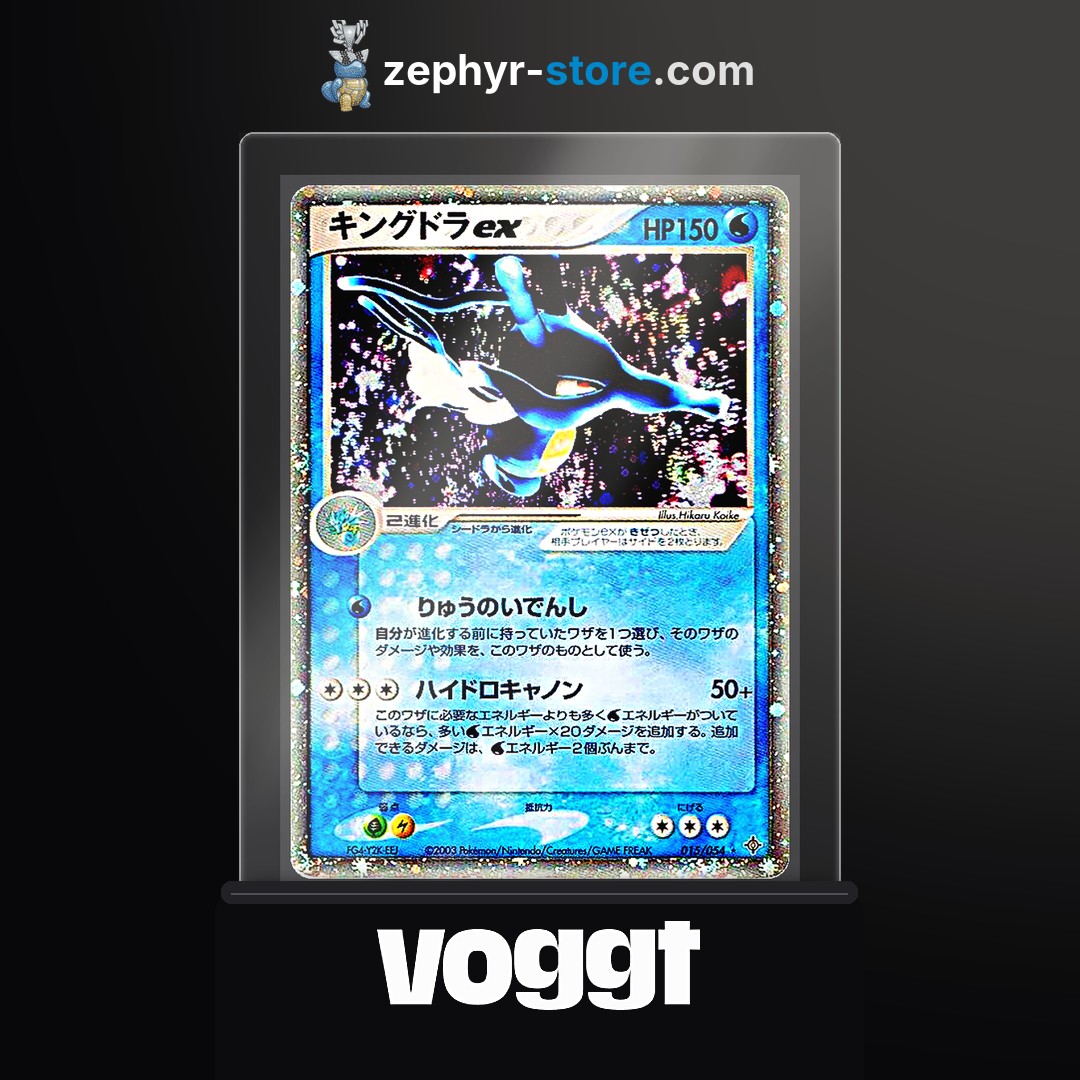 zephyr-store.com
キングドラex HP150
Illus.Hikaru Koike
2進化
シードラから進化
ポケモンexがきぜつしたとき、
相手プレイヤーはサイドを2枚とります。
りゅうのいでんし
自分が進化する前に持っていたワザを1つ選び、そのワザの
ダメージや効果を、このワザのものとして使う。
ハイドロキャノン 50+
このワザに必要なエネルギーよりも多くエネルギーがついて
いるなら、多いエネルギー×20ダメージを追加する。追加
できるダメージは、エネルギー2個ぶんまで。
弱点 抵抗力 にげる
FG4-Y2K-EEJ ©2003 Pokémon/Nintendo/Creatures/GAME FREAK 015/054
voggt